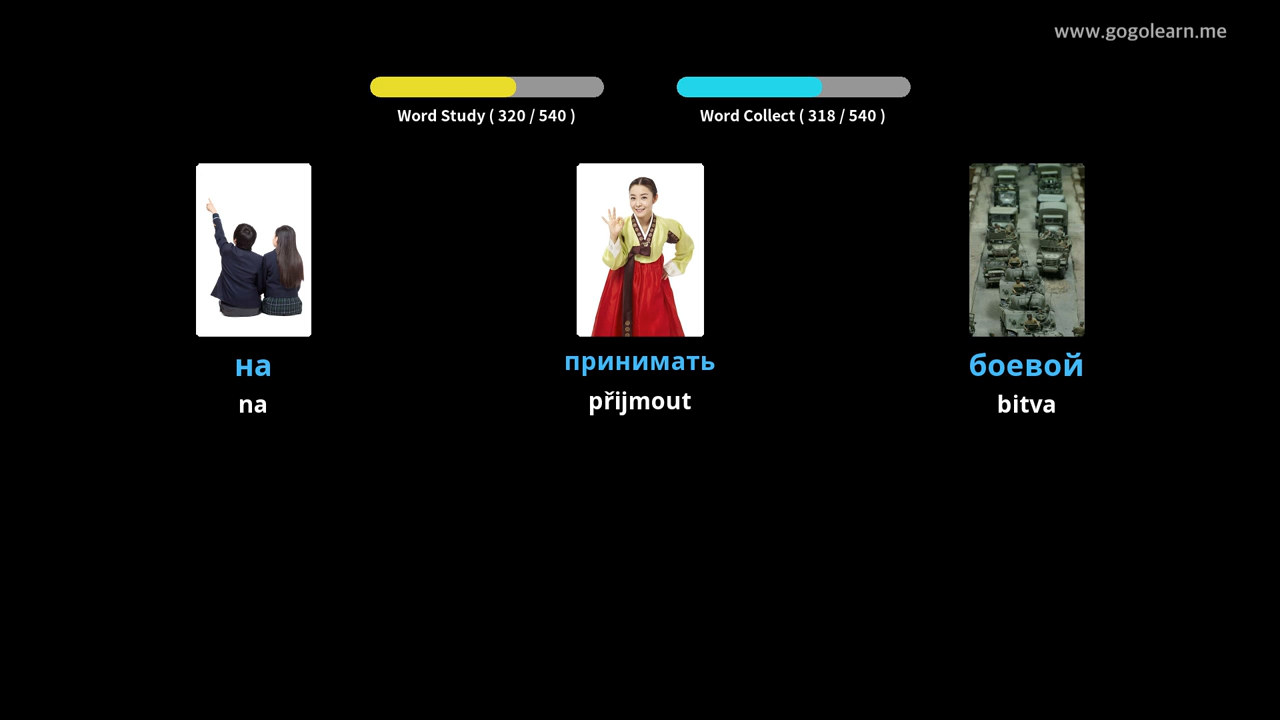 www.gogolearn.me
Word Study ( 320 / 540 )
Word Collect ( 318 / 540 )
на
принимать
боевой
na
přijmout
bitva